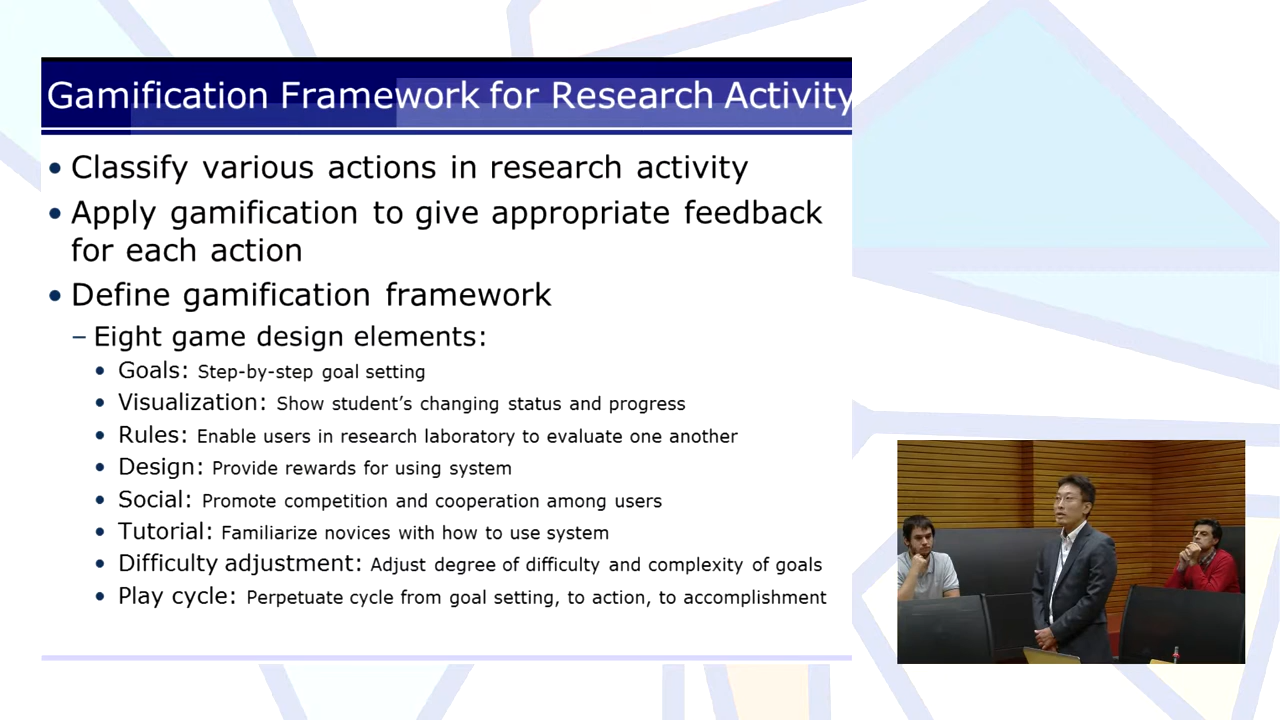 Gamification Framework for Research Activity
• Classify various actions in research activity
• Apply gamification to give appropriate feedback
for each action
• Define gamification framework
– Eight game design elements:
• Goals: Step-by-step goal setting
• Visualization: Show student’s changing status and progress
• Rules: Enable users in research laboratory to evaluate one another
• Design: Provide rewards for using system
• Social: Promote competition and cooperation among users
• Tutorial: Familiarize novices with how to use system
• Difficulty adjustment: Adjust degree of difficulty and complexity of goals
• Play cycle: Perpetuate cycle from goal setting, to action, to accomplishment